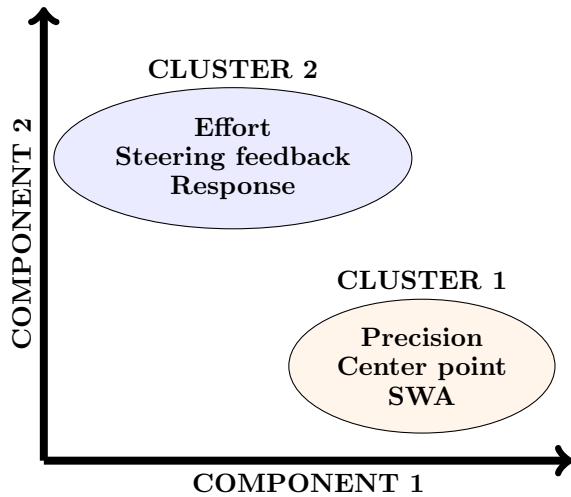 CLUSTER 2
Effort
Steering feedback
Response
COMPONENT 2
CLUSTER 1
Precision
Center point
SWA
COMPONENT 1